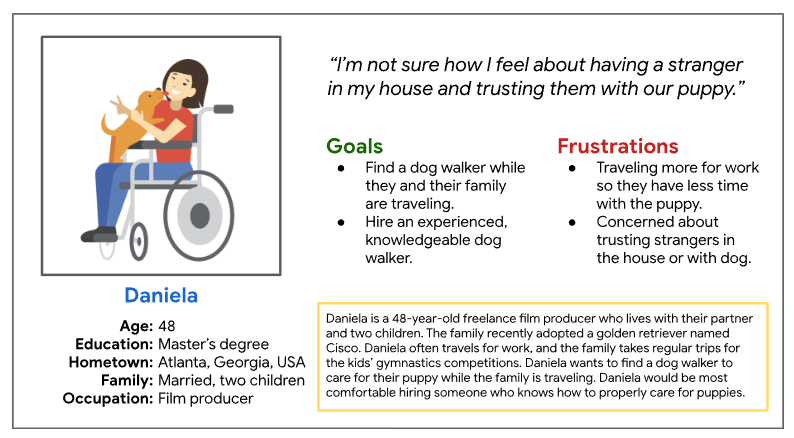 “I’m not sure how I feel about having a stranger
in my house and trusting them with our puppy.”
Goals
● Find a dog walker while
they and their family
are traveling.
● Hire an experienced,
knowledgeable dog
walker.
Frustrations
● Traveling more for work
so they have less time
with the puppy.
● Concerned about
trusting strangers in
the house or with dog.
Daniela
Age: 48
Education: Master’s degree
Hometown: Atlanta, Georgia, USA
Family: Married, two children
Occupation: Film producer
Daniela is a 48-year-old freelance film producer who lives with their partner
and two children. The family recently adopted a golden retriever named
Cisco. Daniela often travels for work, and the family takes regular trips for
the kids’ gymnastics competitions. Daniela wants to find a dog walker to
care for their puppy while the family is traveling. Daniela would be most
comfortable hiring someone who knows how to properly care for puppies.